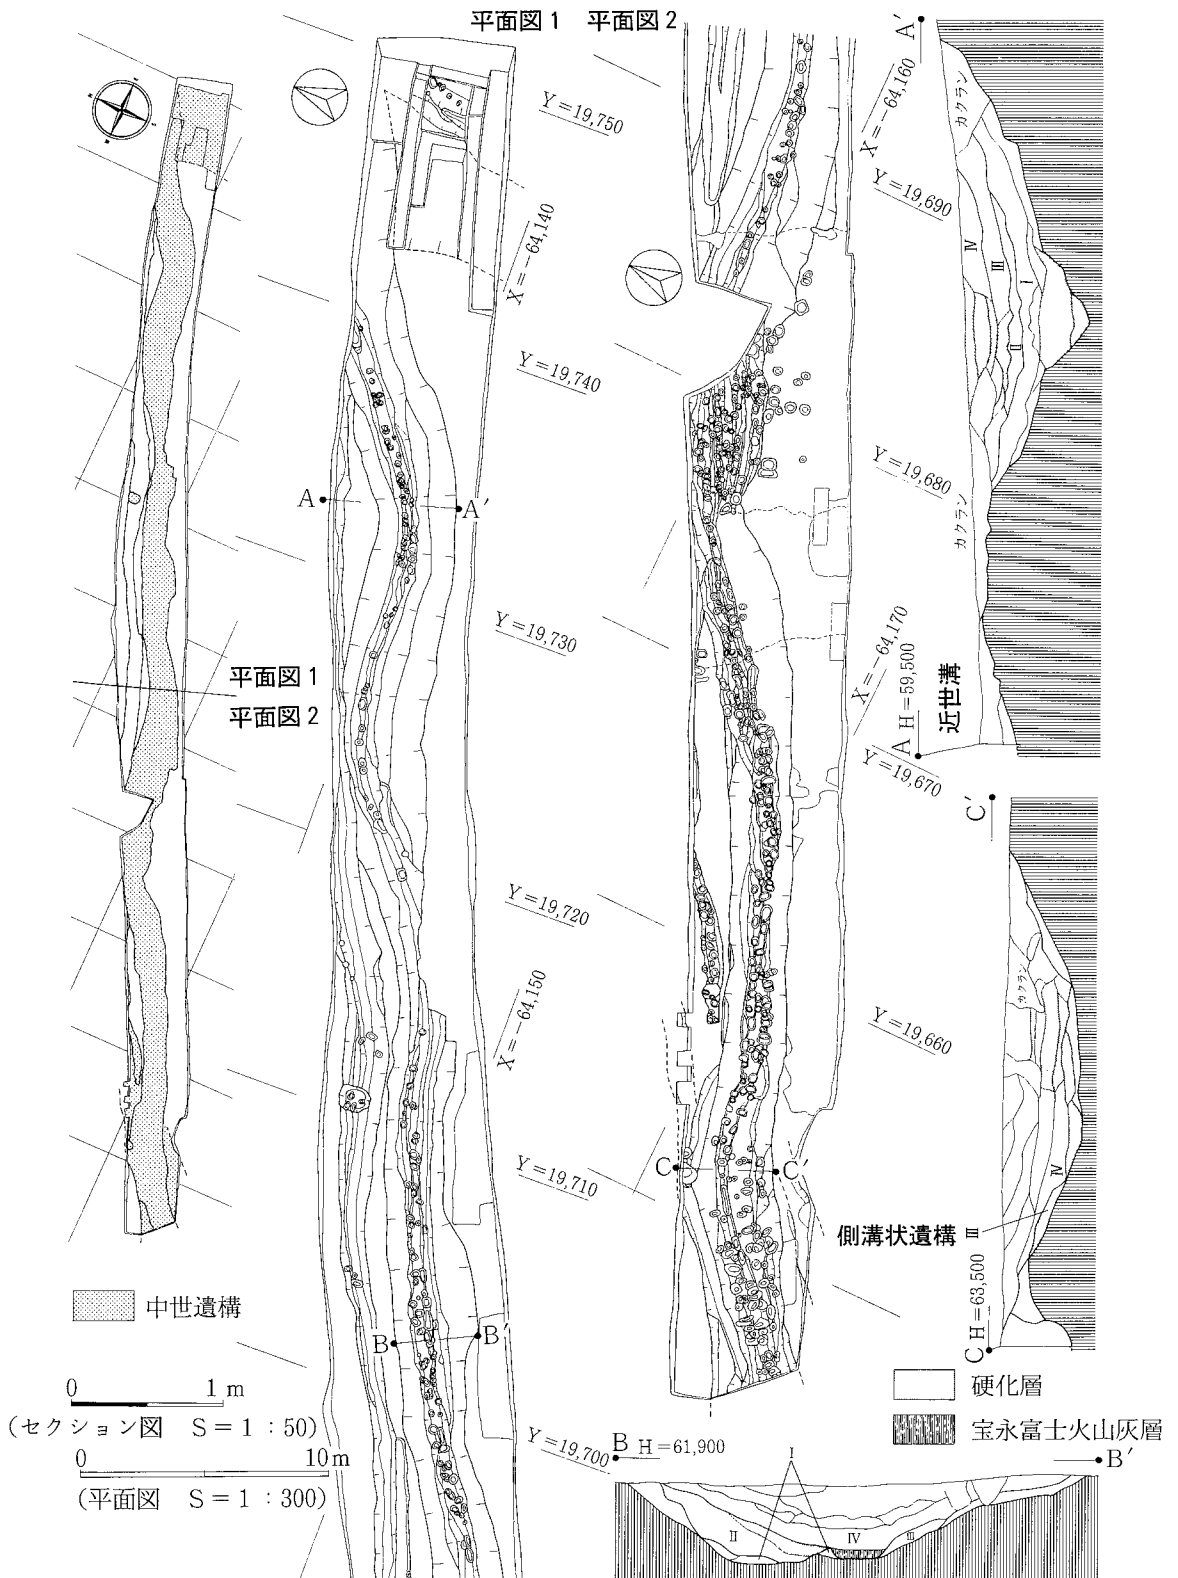 平面図1 平面図2
Y=19,750
X=-64,140
Y=19,740
A
A′
Y=19,730
平面図1
平面図2
Y=19,720
X=-64,150
Y=19,710
B
B′
Y=19,700
中世遺構
0 1 m
(セクション図 S=1:50)
0 10m
(平面図 S=1:300)
X=-64,160
Y=19,690
Y=19,680
X=-64,170
Y=19,670
Y=19,660
C
C′
A′
カクラン
Ⅳ
Ⅲ
Ⅱ
Ⅰ
カクラン
近世溝
A H=59,500
C′
カクラン
Ⅳ
側溝状遺構 Ⅲ
C H=63,500
硬化層
宝永富士火山灰層
B H=61,900
B′
Ⅰ
Ⅱ
Ⅳ
Ⅲ